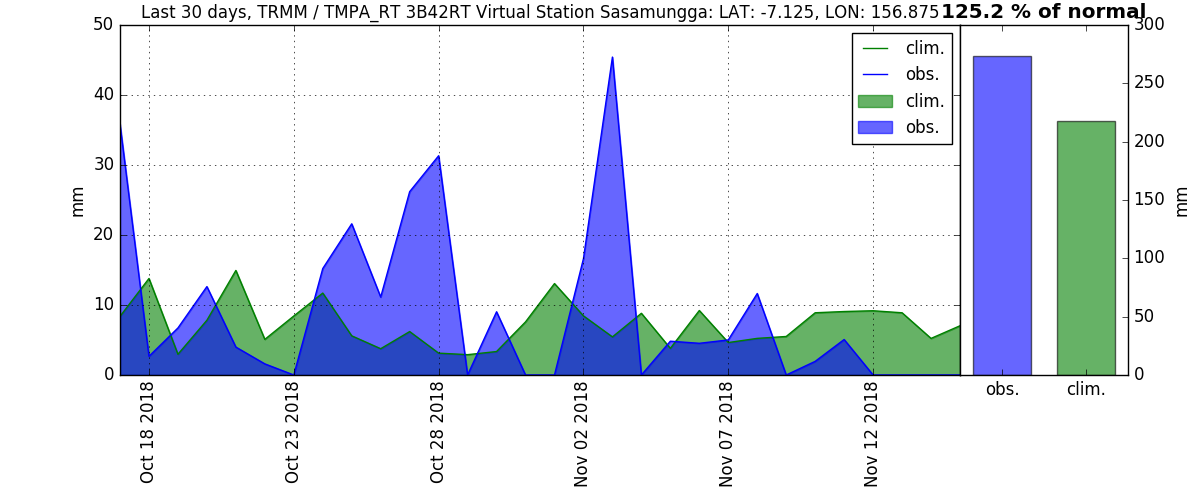 Last 30 days, TRMM / TMPA_RT 3B42RT Virtual Station Sasamungga: LAT: -7.125, LON: 156.875
125.2 % of normal
50
40
30
20
10
0
mm
clim.
obs.
clim.
obs.
300
250
200
150
100
50
0
mm
Oct 18 2018
Oct 23 2018
Oct 28 2018
Nov 02 2018
Nov 07 2018
Nov 12 2018
obs.
clim.